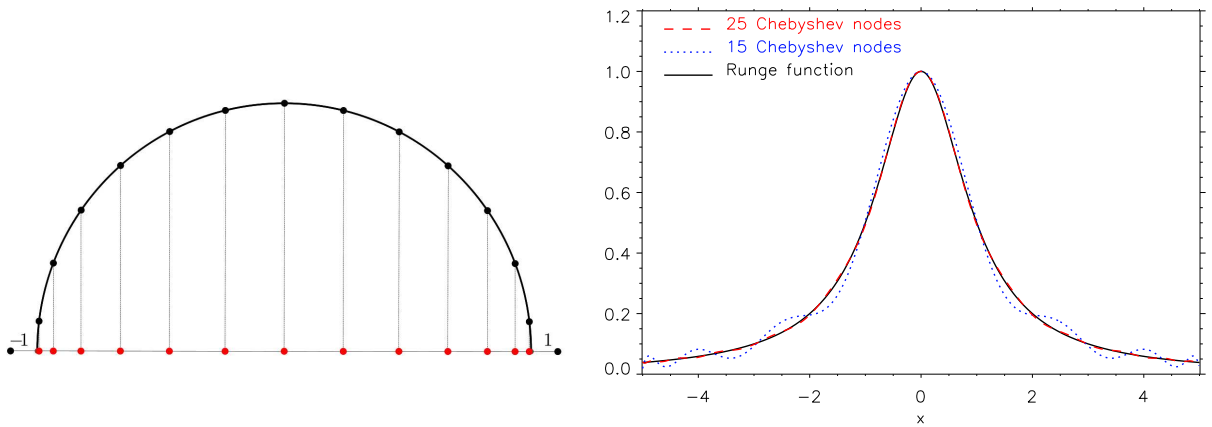 −1
1
25 Chebyshev nodes
15 Chebyshev nodes
Runge function
1.2
1.0
0.8
0.6
0.4
0.2
0.0
−4 −2 0 2 4
x